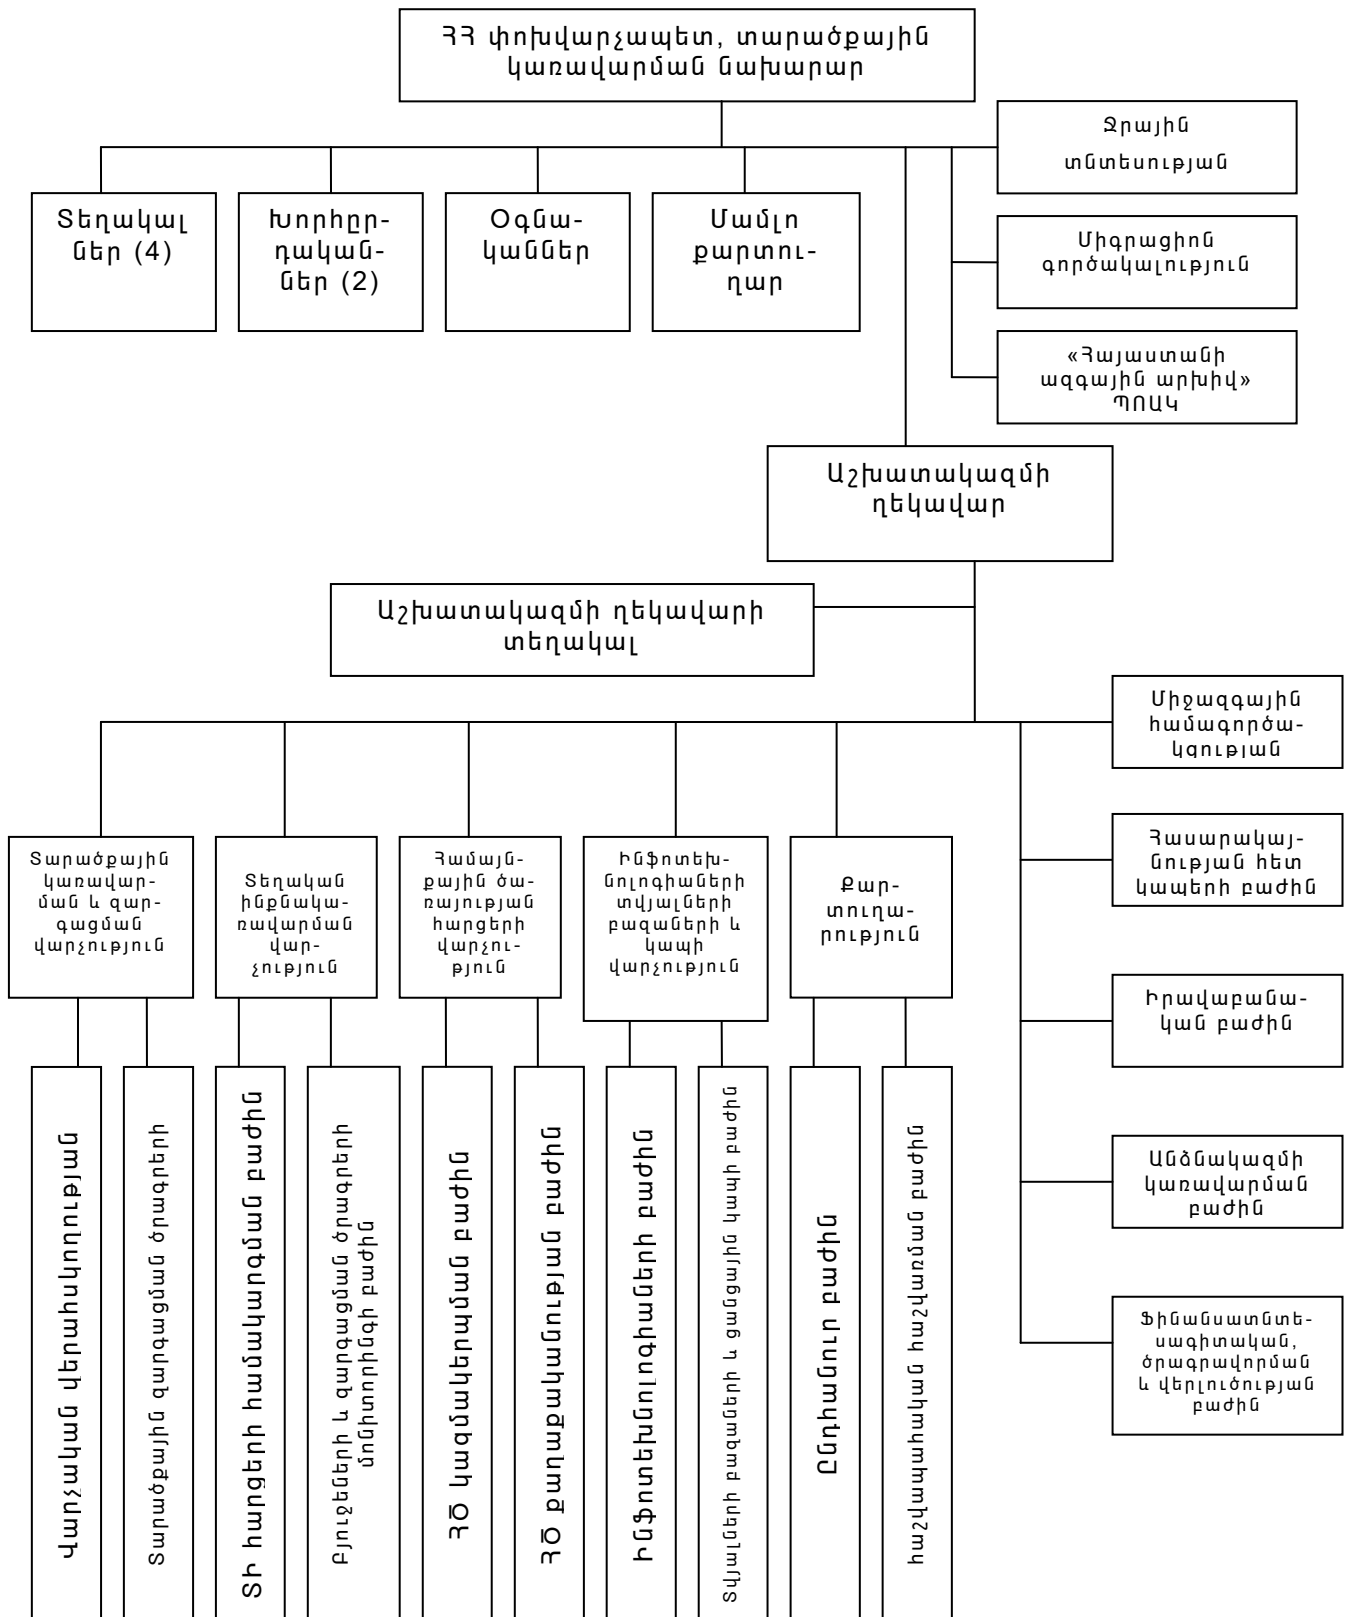 ՀՀ փոխվարչապետ, տարածքային
կառավարման նախարար
Ջրային
տնտեսության
Տեղակալ
ներ (4)
Խորհըր-
դական-
ներ (2)
Օգնա-
կաններ
Մամլո
քարտու-
ղար
Միգրացիոն
գործակալություն
«Հայաստանի
ազգային արխիվ»
ՊՈԱԿ
Աշխատակազմի
ղեկավար
Աշխատակազմի ղեկավարի
տեղակալ
Միջազգային
համագործա-
կցության
Տարածքային
կառավար-
ման և զար-
գացման
վարչություն
Տեղական
ինքնակա-
ռավարման
վար-
չություն
Համայն-
քային ծա-
ռայության
հարցերի
վարչու-
թյուն
Ինֆոտեխ-
նոլոգիաների
տվյալների
բազաների և
կապի
վարչություն
Քար-
տուղա-
րություն
Հասարակայ-
նության հետ
կապերի բաժին
Իրավաբանա-
կան բաժին
Անձնակազմի
կառավարման
բաժին
Ֆինանսատնտե-
սագիտական,
ծրագրավորման
և վերլուծության
բաժին
Վարչական վերահսկողության
Տարածքային զարգացման ծրագրերի
ՏԻ հարցերի համակարգման բաժին
Բյուջեների և զարգացման ծրագրերի
մոնիտորինգի բաժին
ՀԾ կազմակերպման բաժին
ՀԾ քաղաքականության բաժին
Ինֆոտեխնոլոգիաների բաժին
Տվյալների բազաների և ցանցային կապի բաժին
Ընդհանուր բաժին
հաշվապահական հաշվառման բաժին